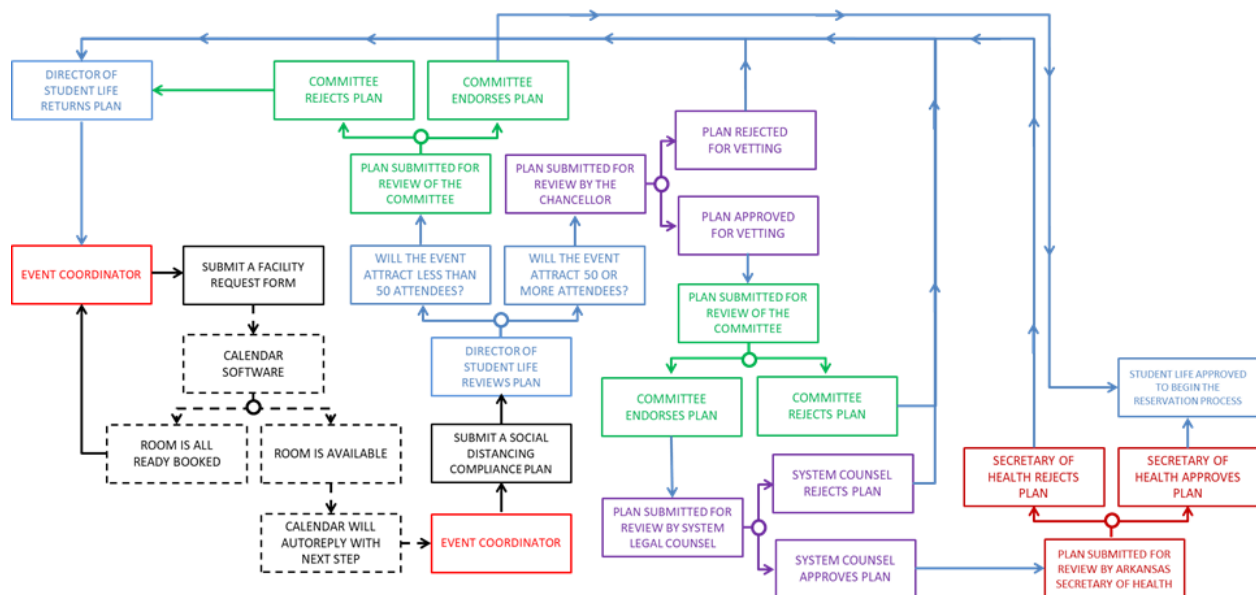 DIRECTOR OF
STUDENT LIFE
RETURNS PLAN
COMMITTEE
REJECTS PLAN
COMMITTEE
ENDORSES PLAN
PLAN REJECTED
FOR VETTING
PLAN SUBMITTED FOR
REVIEW OF THE
COMMITTEE
PLAN SUBMITTED FOR
REVIEW BY THE
CHANCELLOR
PLAN APPROVED
FOR VETTING
EVENT COORDINATOR
SUBMIT A FACILITY
REQUEST FORM
WILL THE EVENT
ATTRACT LESS THAN
50 ATTENDEES?
WILL THE EVENT
ATTRACT 50 OR
MORE ATTENDEES?
PLAN SUBMITTED FOR
REVIEW OF THE
COMMITTEE
CALENDAR
SOFTWARE
DIRECTOR OF
STUDENT LIFE
REVIEWS PLAN
COMMITTEE
ENDORSES PLAN
COMMITTEE
REJECTS PLAN
STUDENT LIFE APPROVED
TO BEGIN THE
RESERVATION PROCESS
ROOM IS ALL
READY BOOKED
ROOM IS AVAILABLE
SUBMIT A SOCIAL
DISTANCING
COMPLIANCE PLAN
SYSTEM COUNSEL
REJECTS PLAN
SECRETARY OF
HEALTH REJECTS
PLAN
SECRETARY OF
HEALTH APPROVES
PLAN
CALENDAR WILL
AUTOREPLY WITH
NEXT STEP
EVENT COORDINATOR
PLAN SUBMITTED FOR
REVIEW BY SYSTEM
LEGAL COUNSEL
SYSTEM COUNSEL
APPROVES PLAN
PLAN SUBMITTED FOR
REVIEW BY ARKANSAS
SECRETARY OF HEALTH